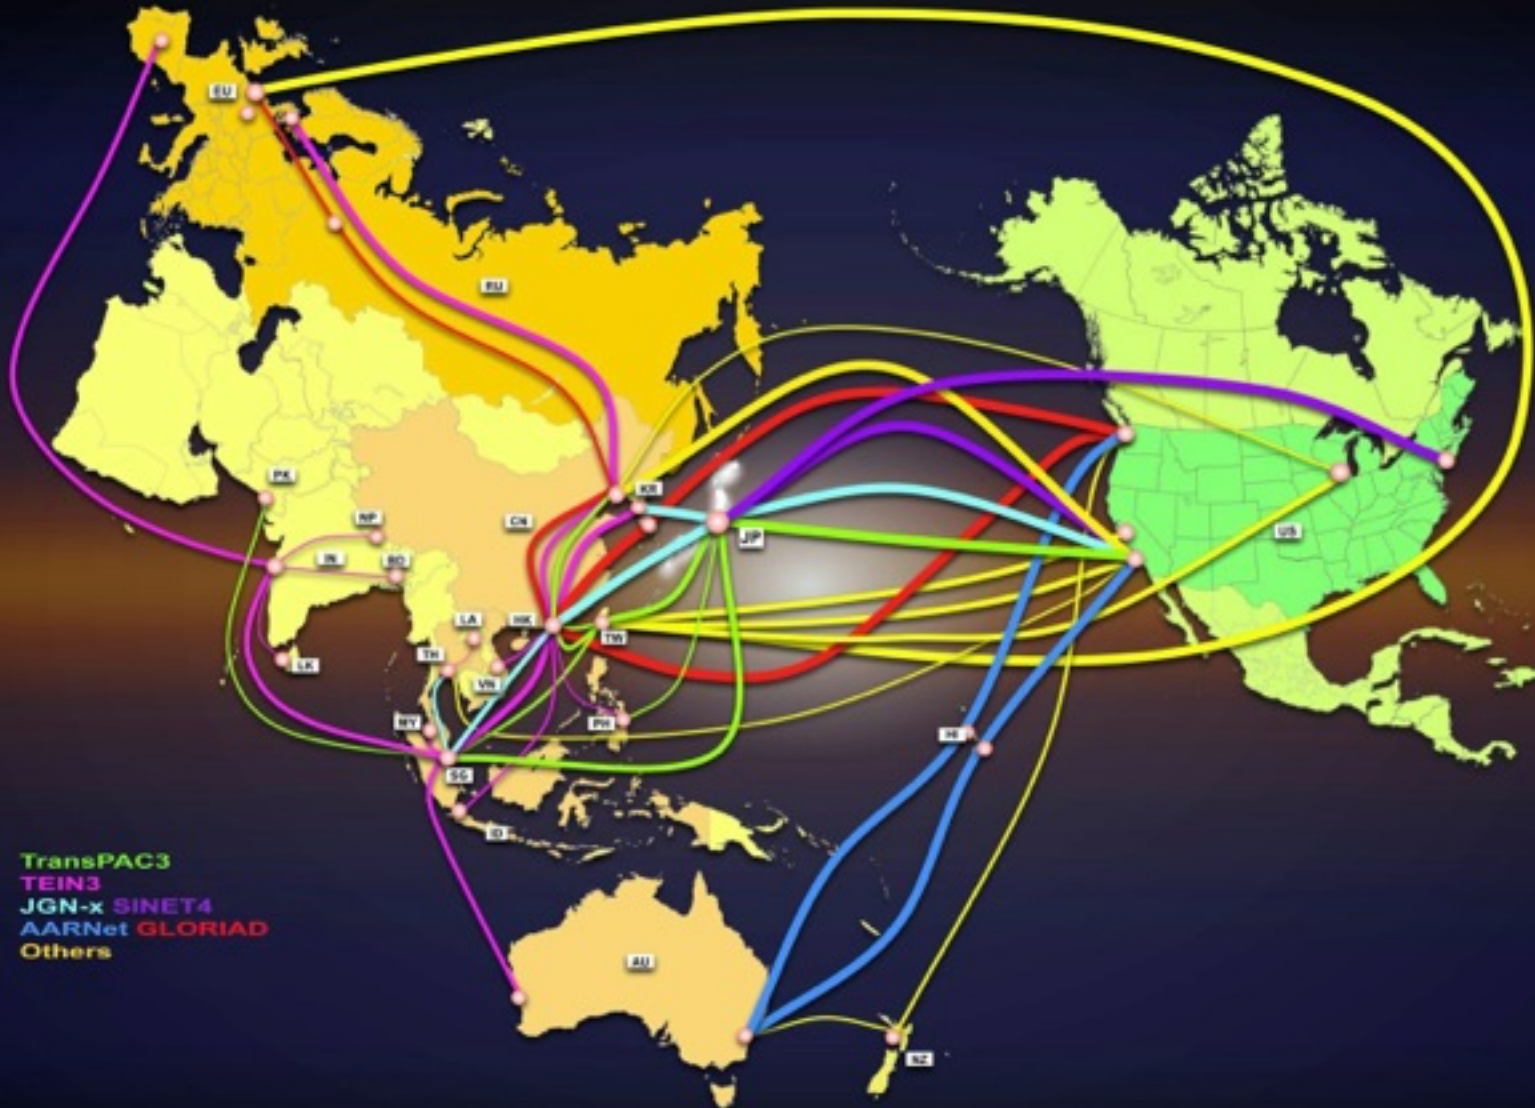 EU
RU
PK
KR
NP
CN
JP
US
IN
BD
LA
HK
TW
TH
LK
VN
MY
PH
HI
SG
ID
TransPAC3
TEIN3
JGN-x SINET4
AARNet GLORIAD
Others
AU
NZ